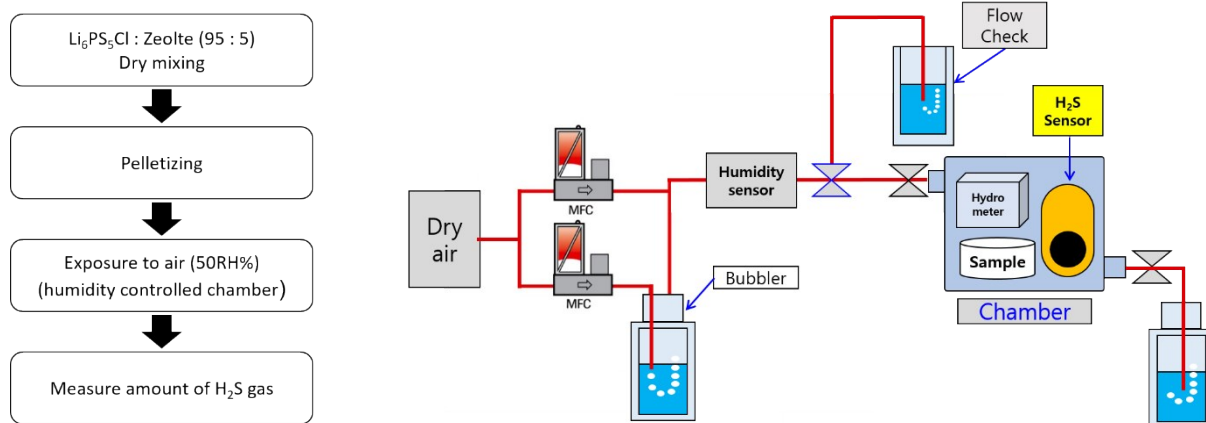 Li₆PS₅Cl : Zeolte (95 : 5)
Dry mixing
Pelletizing
Exposure to air (50RH%)
(humidity controlled chamber)
Measure amount of H₂S gas
Dry
air
MFC
MFC
Bubbler
Humidity
sensor
Flow
Check
H₂S
Sensor
Hydro
meter
Sample
Chamber